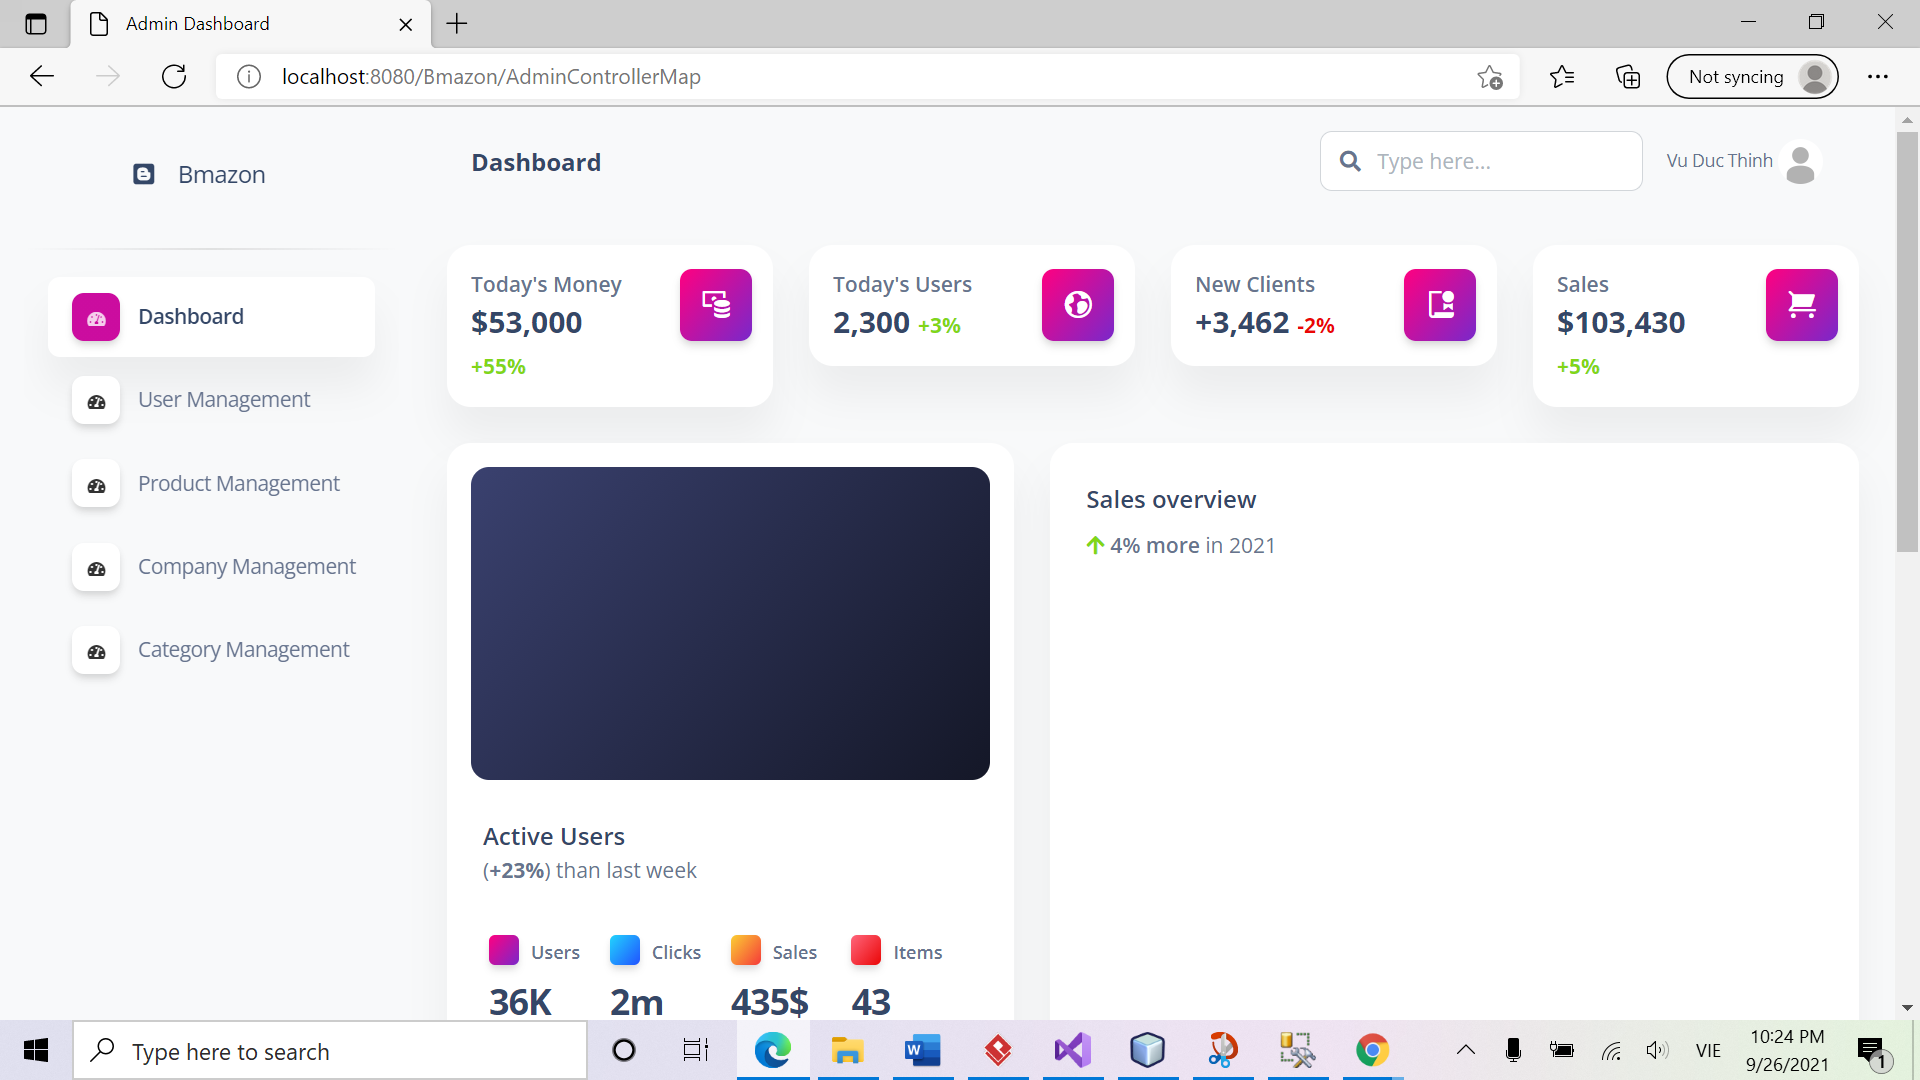 Admin Dashboard
localhost:8080/Bmazon/AdminControllerMap
Not syncing
Bmazon
Dashboard
Type here...
Vu Duc Thinh
Dashboard
User Management
Product Management
Company Management
Category Management
Today's Money
$53,000
+55%
Today's Users
2,300 +3%
New Clients
+3,462 -2%
Sales
$103,430
+5%
Active Users
(+23%) than last week
Users
36K
Clicks
2m
Sales
435$
Items
43
Sales overview
4% more in 2021
Type here to search
VIE
10:24 PM
9/26/2021
1